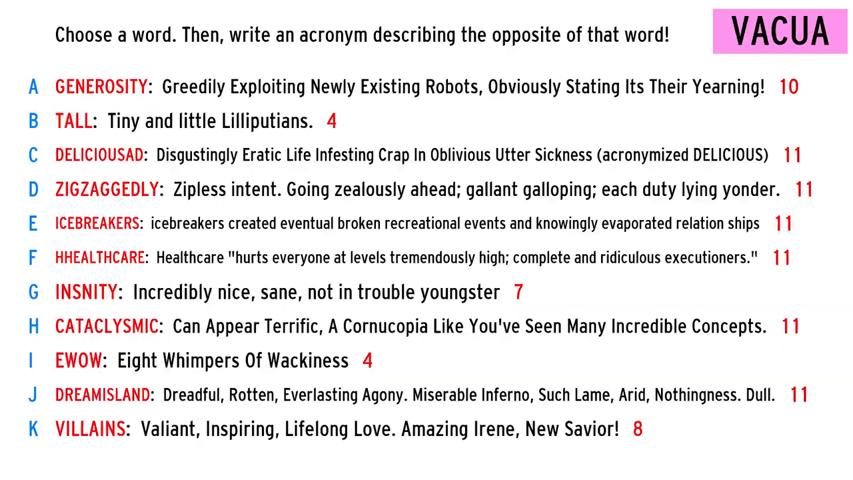 Choose a word. Then, write an acronym describing the opposite of that word!
VACUA
A GENEROSITY: Greedily Exploiting Newly Existing Robots, Obviously Stating Its Their Yearning! 10
B TALL: Tiny and little Lilliputians. 4
C DELICIOUSAD: Disgustingly Eratic Life Infesting Crap In Oblivious Utter Sickness (acronymized DELICIOUS) 11
D ZIGZAGGEDLY: Zipless intent. Going zealously ahead; gallant galloping; each duty lying yonder. 11
E ICEBREAKERS: icebreakers created eventual broken recreational events and knowingly evaporated relation ships 11
F HHEALTHCARE: Healthcare "hurts everyone at levels tremendously high; complete and ridiculous executioners." 11
G INSNITY: Incredibly nice, sane, not in trouble youngster 7
H CATACLYSMIC: Can Appear Terrific, A Cornucopia Like You've Seen Many Incredible Concepts. 11
I EWOW: Eight Whimpers Of Wackiness 4
J DREAMISLAND: Dreadful, Rotten, Everlasting Agony. Miserable Inferno, Such Lame, Arid, Nothingness. Dull. 11
K VILLAINS: Valiant, Inspiring, Lifelong Love. Amazing Irene, New Savior! 8